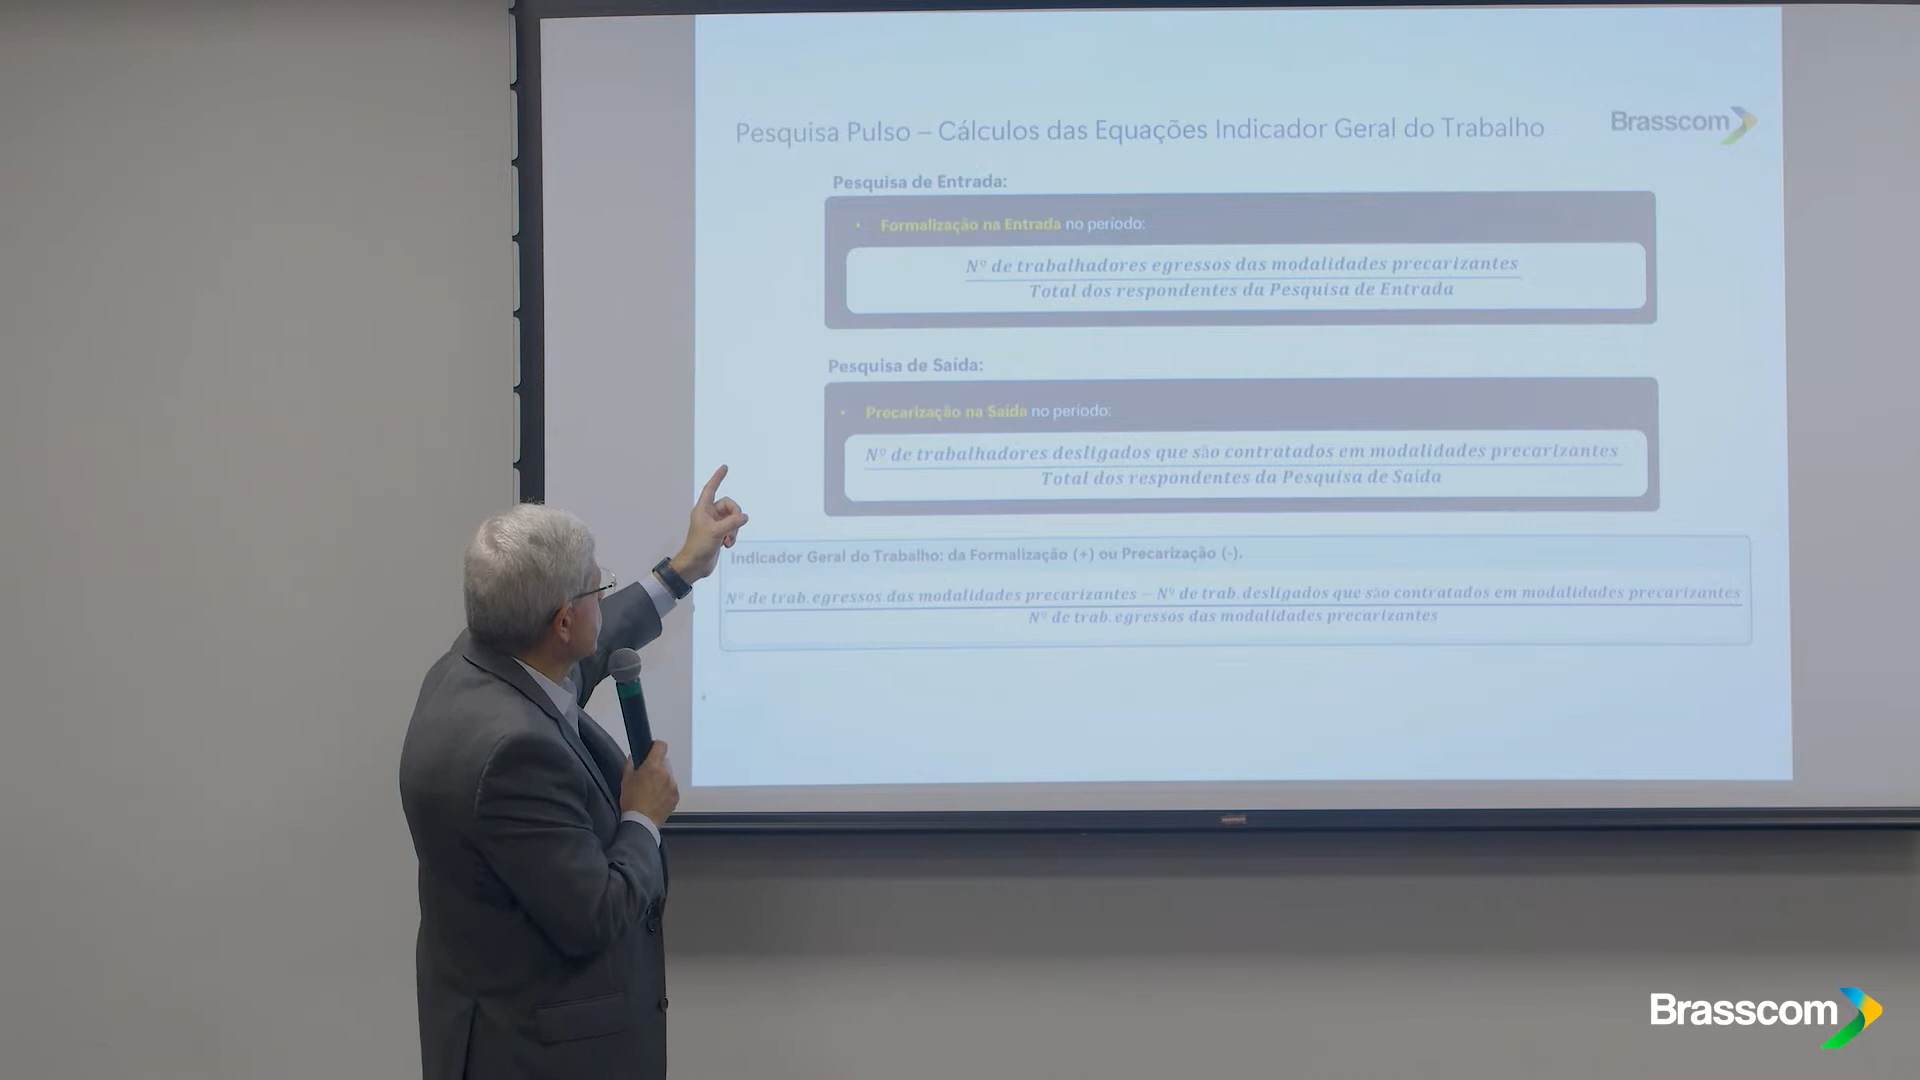 Pesquisa Pulso – Cálculos das Equações Indicador Geral do Trabalho
Brasscom
Pesquisa de Entrada:
• Formalização na Entrada no período:
Nº de trabalhadores egressos das modalidades precarizantes
Total dos respondentes da Pesquisa de Entrada
Pesquisa de Saída:
• Precarização na Saída no período:
Nº de trabalhadores desligados que são contratados em modalidades precarizantes
Total dos respondentes da Pesquisa de Saída
Indicador Geral do Trabalho: da Formalização (+) ou Precarização (-).
Nº de trab. egressos das modalidades precarizantes – Nº de trab. desligados que são contratados em modalidades precarizantes
Nº de trab. egressos das modalidades precarizantes
Brasscom